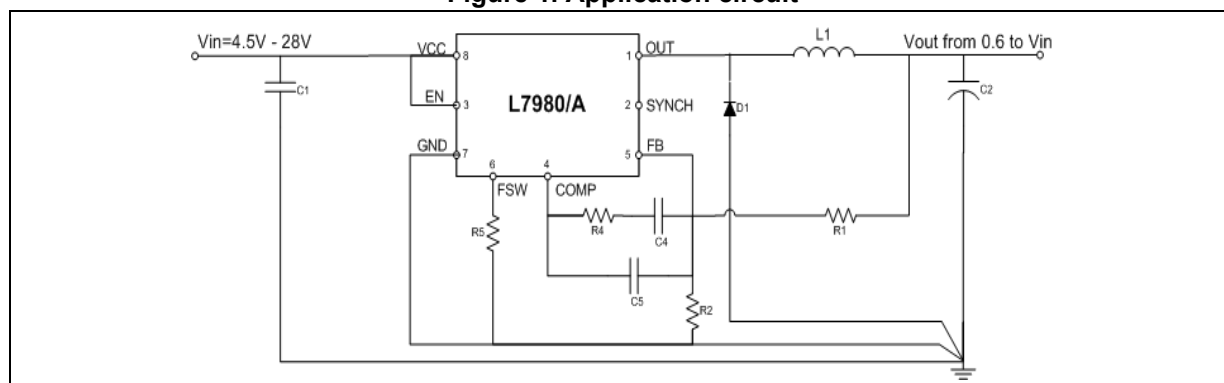 Figure 1. Application circuit
Vin=4.5V - 28V
VCC
8
1
OUT
L1
Vout from 0.6 to Vin
C1
EN
3
L7980/A
2
SYNCH
D1
C2
GND
7
5
FB
6
4
FSW
COMP
R5
R4
C4
R1
C5
R2